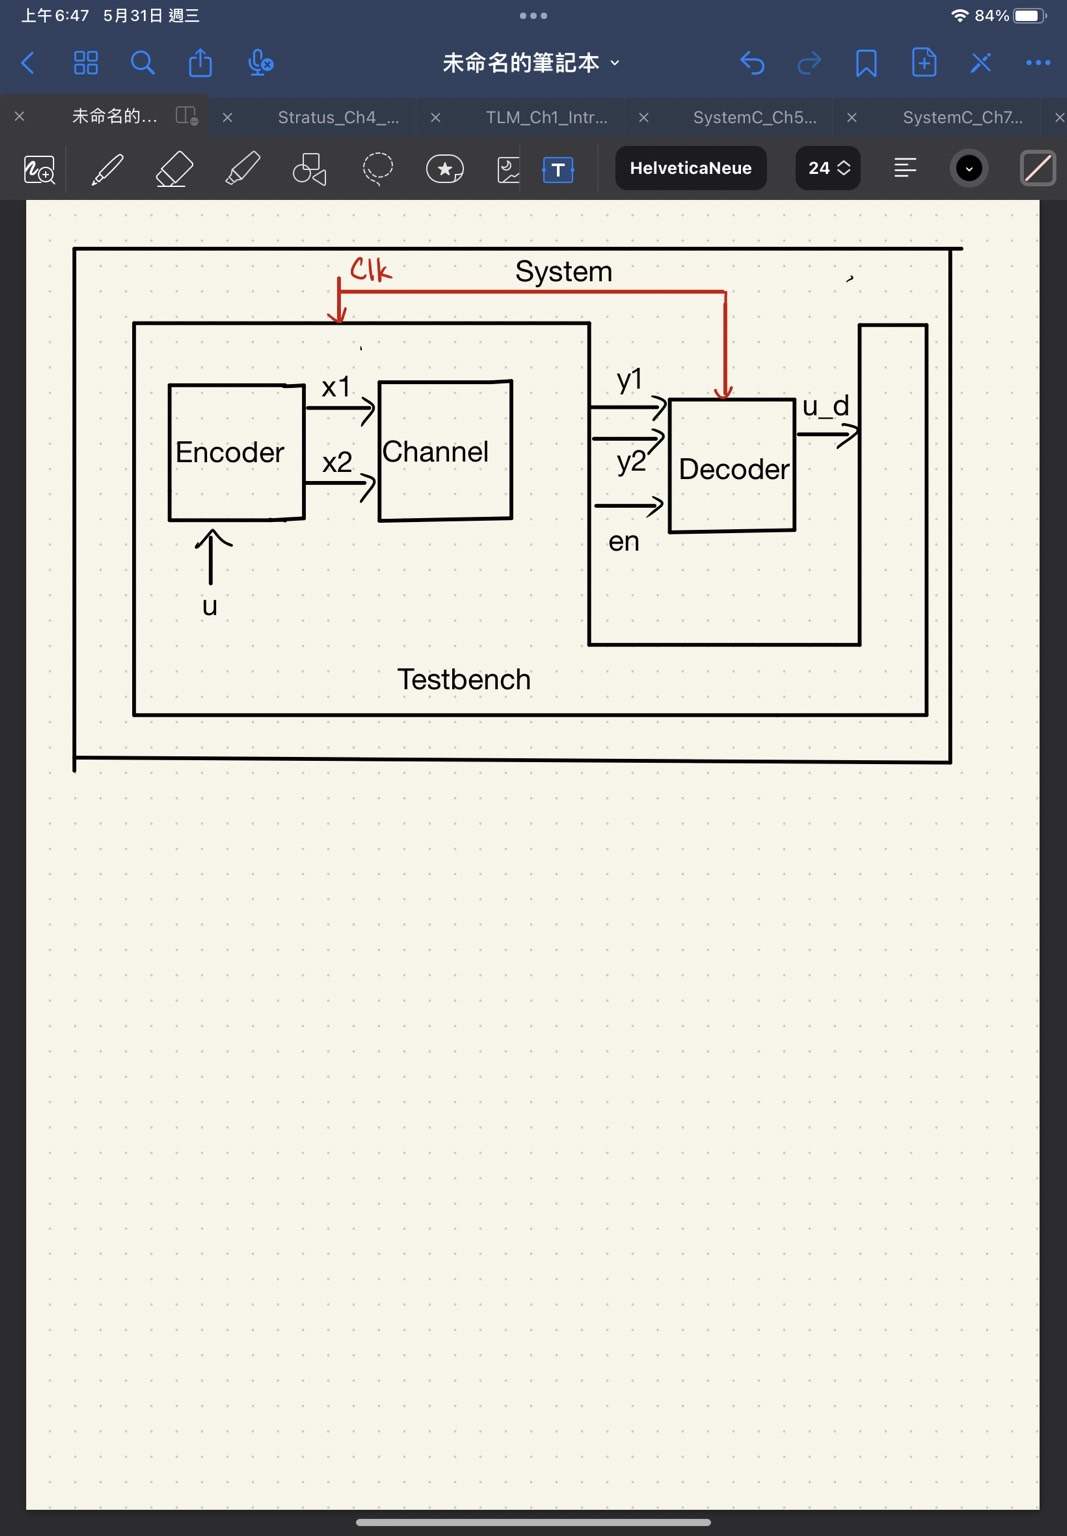 上午6:47 5月31日 週三
84%
未命名的筆記本
未命名的...
Stratus_Ch4_...
TLM_Ch1_Intr...
SystemC_Ch5...
SystemC_Ch7...
T
HelveticaNeue
24
Clk
System
x1
x2
Encoder
Channel
u
y1
y2
en
Decoder
u_d
Testbench